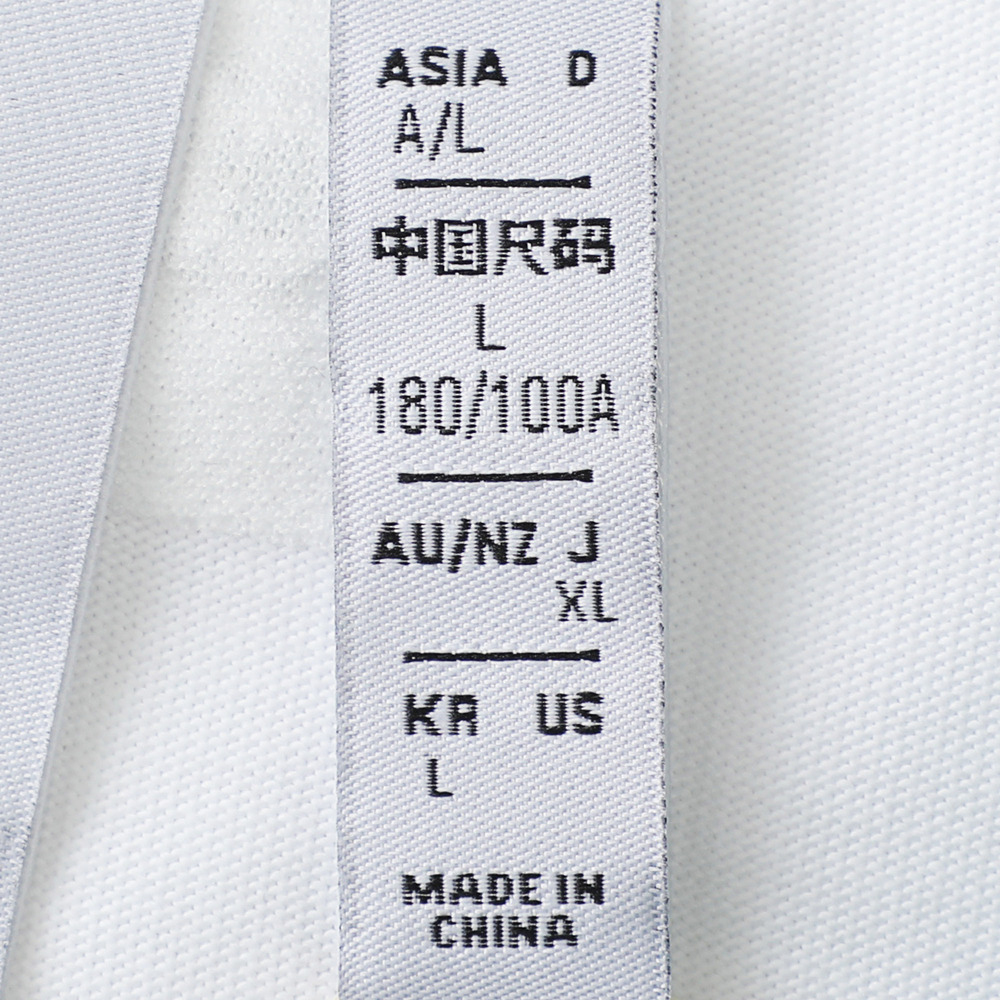 ASIA D
A/L
中国尺码
L
180/100A
AU/NZ J
XL
KR US
L
MADE IN
CHINA